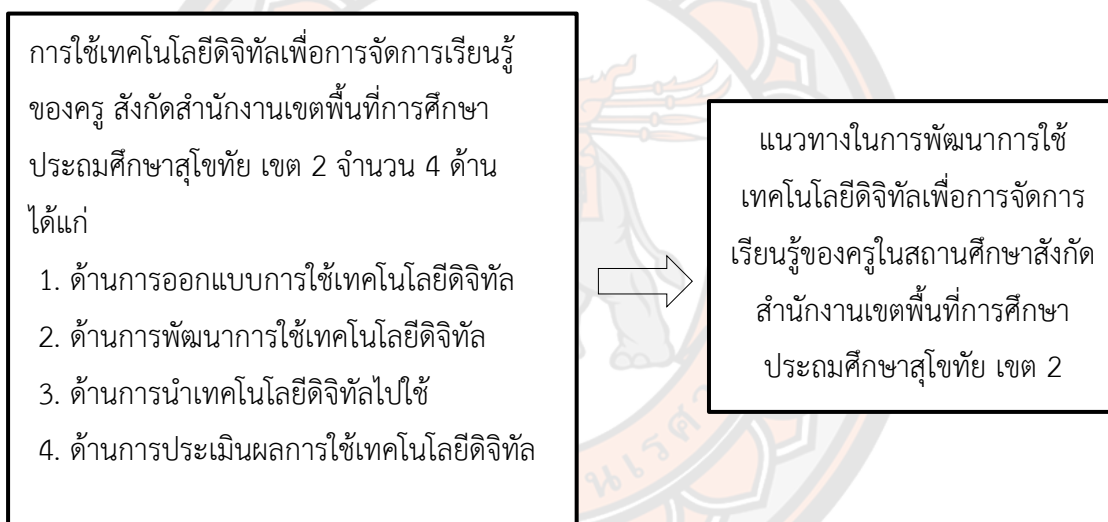 การใช้เทคโนโลยีดิจิทัลเพื่อการจัดการเรียนรู้
ของครู สังกัดสำนักงานเขตพื้นที่การศึกษา
ประถมศึกษาสุโขทัย เขต 2 จำนวน 4 ด้าน
ได้แก่
1. ด้านการออกแบบการใช้เทคโนโลยีดิจิทัล
2. ด้านการพัฒนาการใช้เทคโนโลยีดิจิทัล
3. ด้านการนำเทคโนโลยีดิจิทัลไปใช้
4. ด้านการประเมินผลการใช้เทคโนโลยีดิจิทัล
แนวทางในการพัฒนาการใช้
เทคโนโลยีดิจิทัลเพื่อการจัดการ
เรียนรู้ของครูในสถานศึกษาสังกัด
สำนักงานเขตพื้นที่การศึกษา
ประถมศึกษาสุโขทัย เขต 2